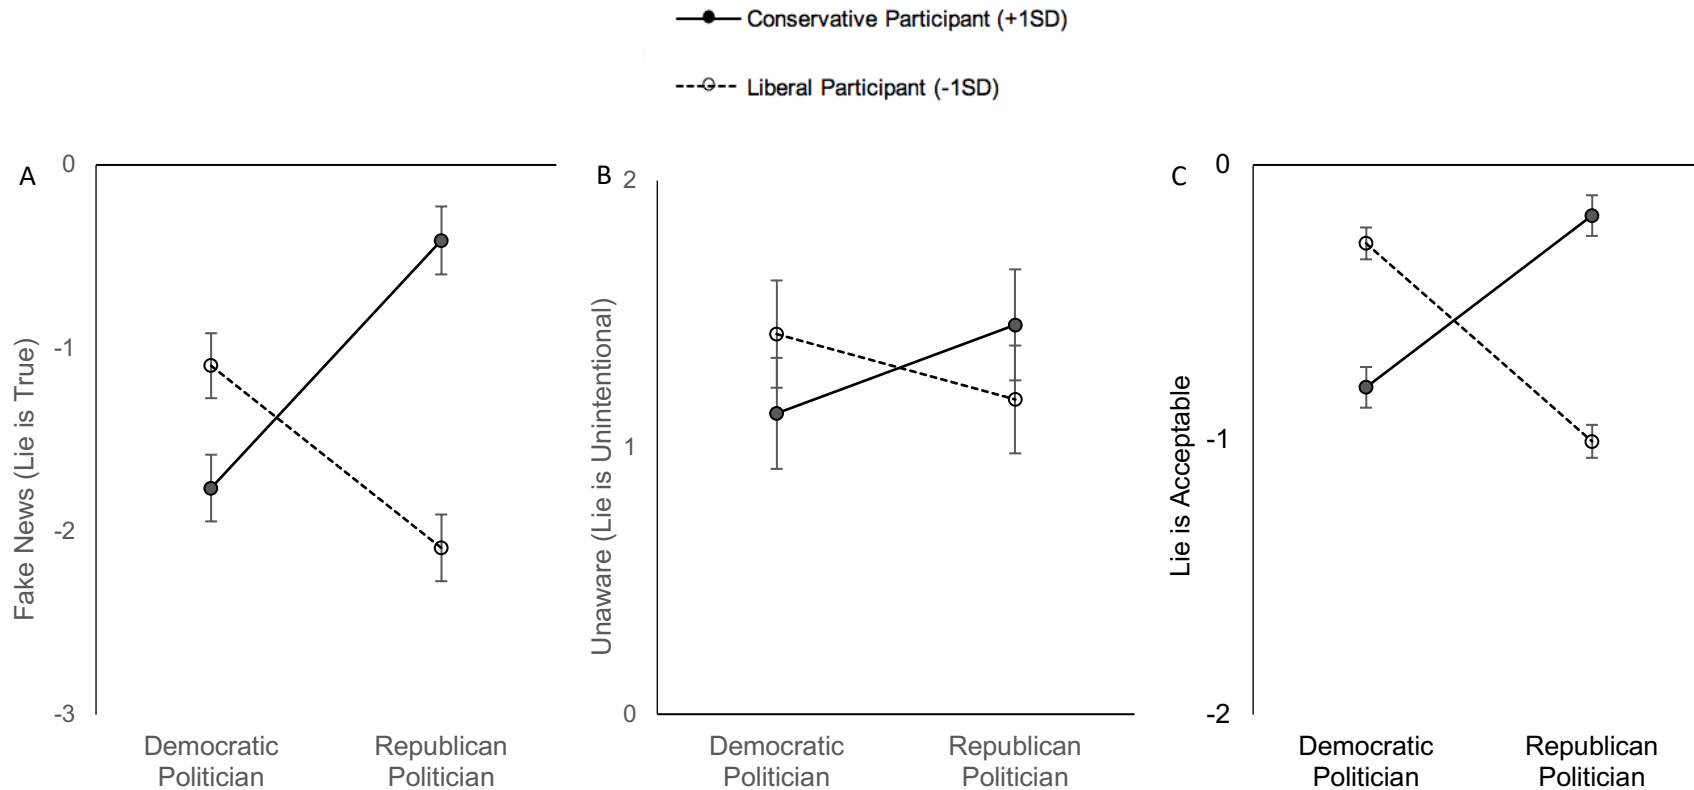 Conservative Participant (+1SD)
Liberal Participant (-1SD)
A
0
-1
-2
-3
Fake News (Lie is True)
Democratic
Politician
Republican
Politician
B
2
1
0
Unaware (Lie is Unintentional)
Democratic
Politician
Republican
Politician
C
0
-1
-2
Lie is Acceptable
Democratic
Politician
Republican
Politician